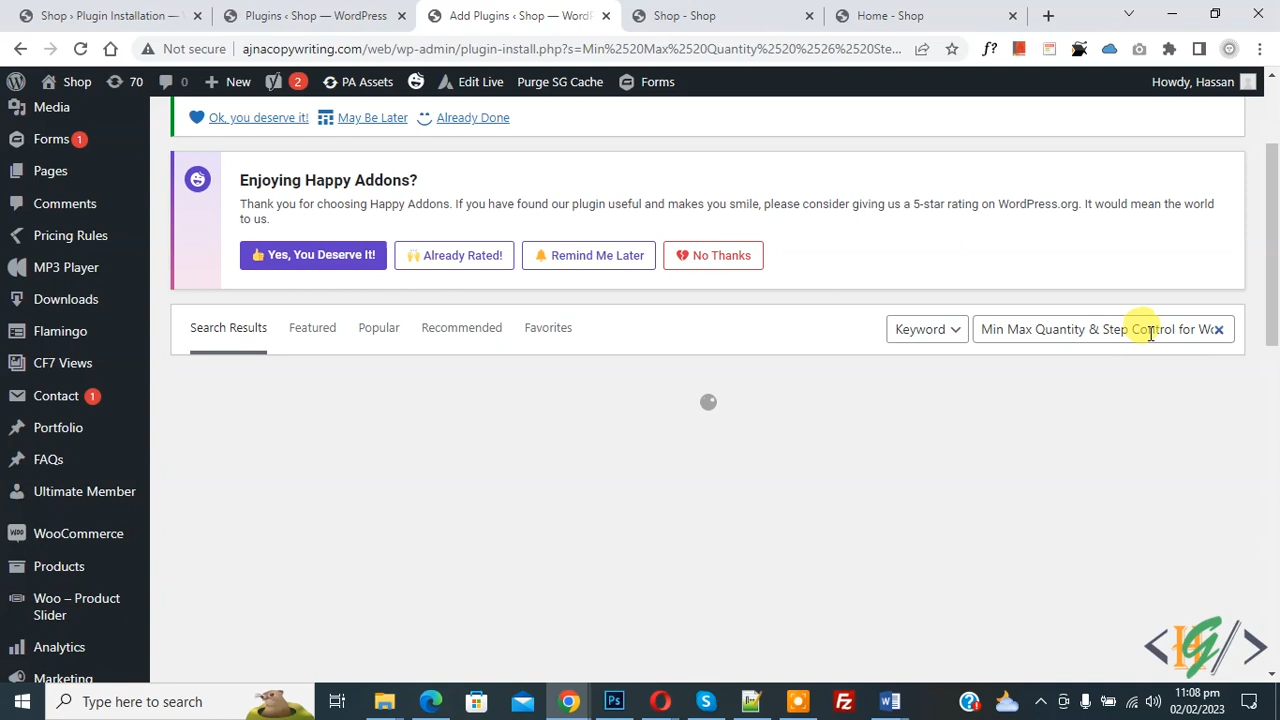 Shop › Plugin Installation —
Plugins ‹ Shop — WordPress
Add Plugins ‹ Shop — WordP
Shop - Shop
Home - Shop
Not secure
ajnacopywriting.com/web/wp-admin/plugin-install.php?s=Min%2520Max%2520Quantity%2520%2526%2520Ste...
f?
Shop
70
0
New
2
PA Assets
Edit Live
Purge SG Cache
Forms
Howdy, Hassan
Media
Forms 1
Pages
Comments
Pricing Rules
MP3 Player
Downloads
Flamingo
CF7 Views
Contact 1
Portfolio
FAQs
Ultimate Member
WooCommerce
Products
Woo – Product
Slider
Analytics
Marketing
Ok, you deserve it!
May Be Later
Already Done
Enjoying Happy Addons?
Thank you for choosing Happy Addons. If you have found our plugin useful and makes you smile, please consider giving us a 5-star rating on WordPress.org. It would mean the world
to us.
Yes, You Deserve It!
Already Rated!
Remind Me Later
No Thanks
Search Results
Featured
Popular
Recommended
Favorites
Keyword
Min Max Quantity & Step Control for Wo
Type here to search
11:08 pm
02/02/2023